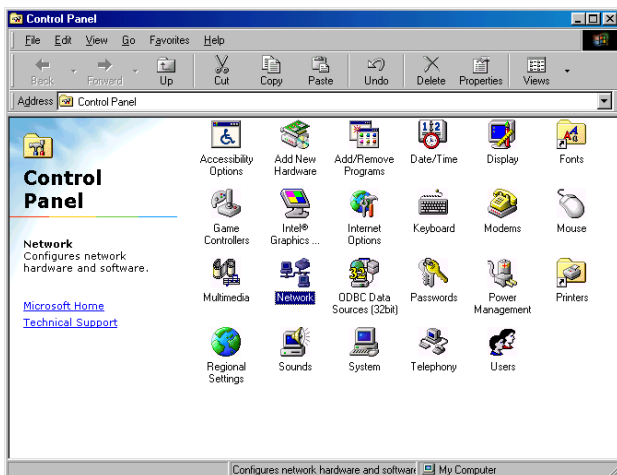 Control Panel
File Edit View Go Favorites Help
Back Forward Up Cut Copy Paste Undo Delete Properties Views
Address Control Panel
Control
Panel
Network
Configures network
hardware and software.
Microsoft Home
Technical Support
Accessibility
Options
Add New
Hardware
Add/Remove
Programs
Date/Time
Display
Fonts
Game
Controllers
Intel®
Graphics ...
Internet
Options
Keyboard
Modems
Mouse
Multimedia
Network
ODBC Data
Sources (32bit)
Passwords
Power
Management
Printers
Regional
Settings
Sounds
System
Telephony
Users
Configures network hardware and software My Computer